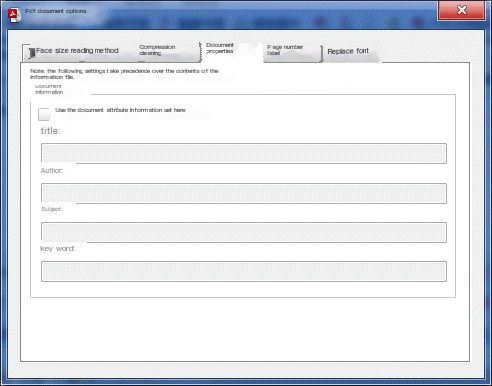 Pdf document options
Face size reading method
Compression
cleaning
Document
properties
Page number
label
Replace font
Note: the following settings take precedence over the contents of the
information file.
Document
information
Use the document attribute information set here
title:
Author:
Subject:
key word: